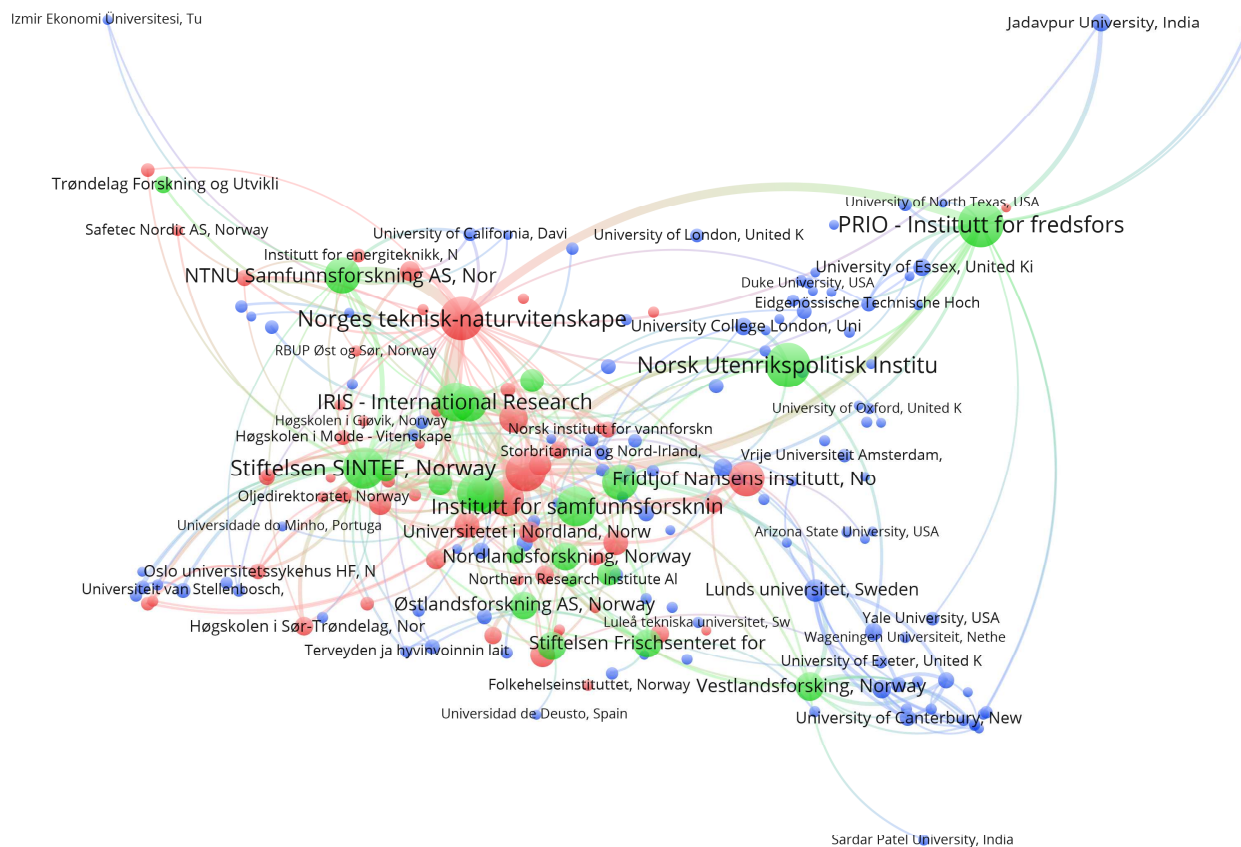 Izmir Ekonomi Üniversitesi, Tu
Jadavpur University, India
Trøndelag Forskning og Utvikli
University of North Texas, USA
PRIO - Institutt for fredsfors
Safetec Nordic AS, Norway
University of California, Davi
University of London, United K
Institutt for energiteknikk, N
NTNU Samfunnsforskning AS, Nor
University of Essex, United Ki
Duke University, USA
Eidgenössische Technische Hoch
Norges teknisk-naturvitenskape
University College London, Uni
RBUP Øst og Sør, Norway
Norsk Utenrikspolitisk Institu
IRIS - International Research
University of Oxford, United K
Høgskolen i Gjøvik, Norway
Norsk institutt for vannforskn
Høgskolen i Molde - Vitenskape
Storbritannia og Nord-Irland,
Vrije Universiteit Amsterdam,
Stiftelsen SINTEF, Norway
Fridtjof Nansens institutt, No
Oljedirektoratet, Norway
Institutt for samfunnsforsknin
Universidade do Minho, Portuga
Universitetet i Nordland, Norw
Arizona State University, USA
Nordlandsforskning, Norway
Oslo universitetssykehus HF, N
Northern Research Institute Al
Universiteit van Stellenbosch,
Lunds universitet, Sweden
Østlandsforskning AS, Norway
Yale University, USA
Luleå tekniska universitet, Sw
Høgskolen i Sør-Trøndelag, Nor
Wageningen Universiteit, Nethe
Stiftelsen Frischsenteret for
Terveyden ja hyvinvoinnin lait
University of Exeter, United K
Folkehelseinstituttet, Norway
Vestlandsforsking, Norway
Universidad de Deusto, Spain
University of Canterbury, New
Sardar Patel University, India